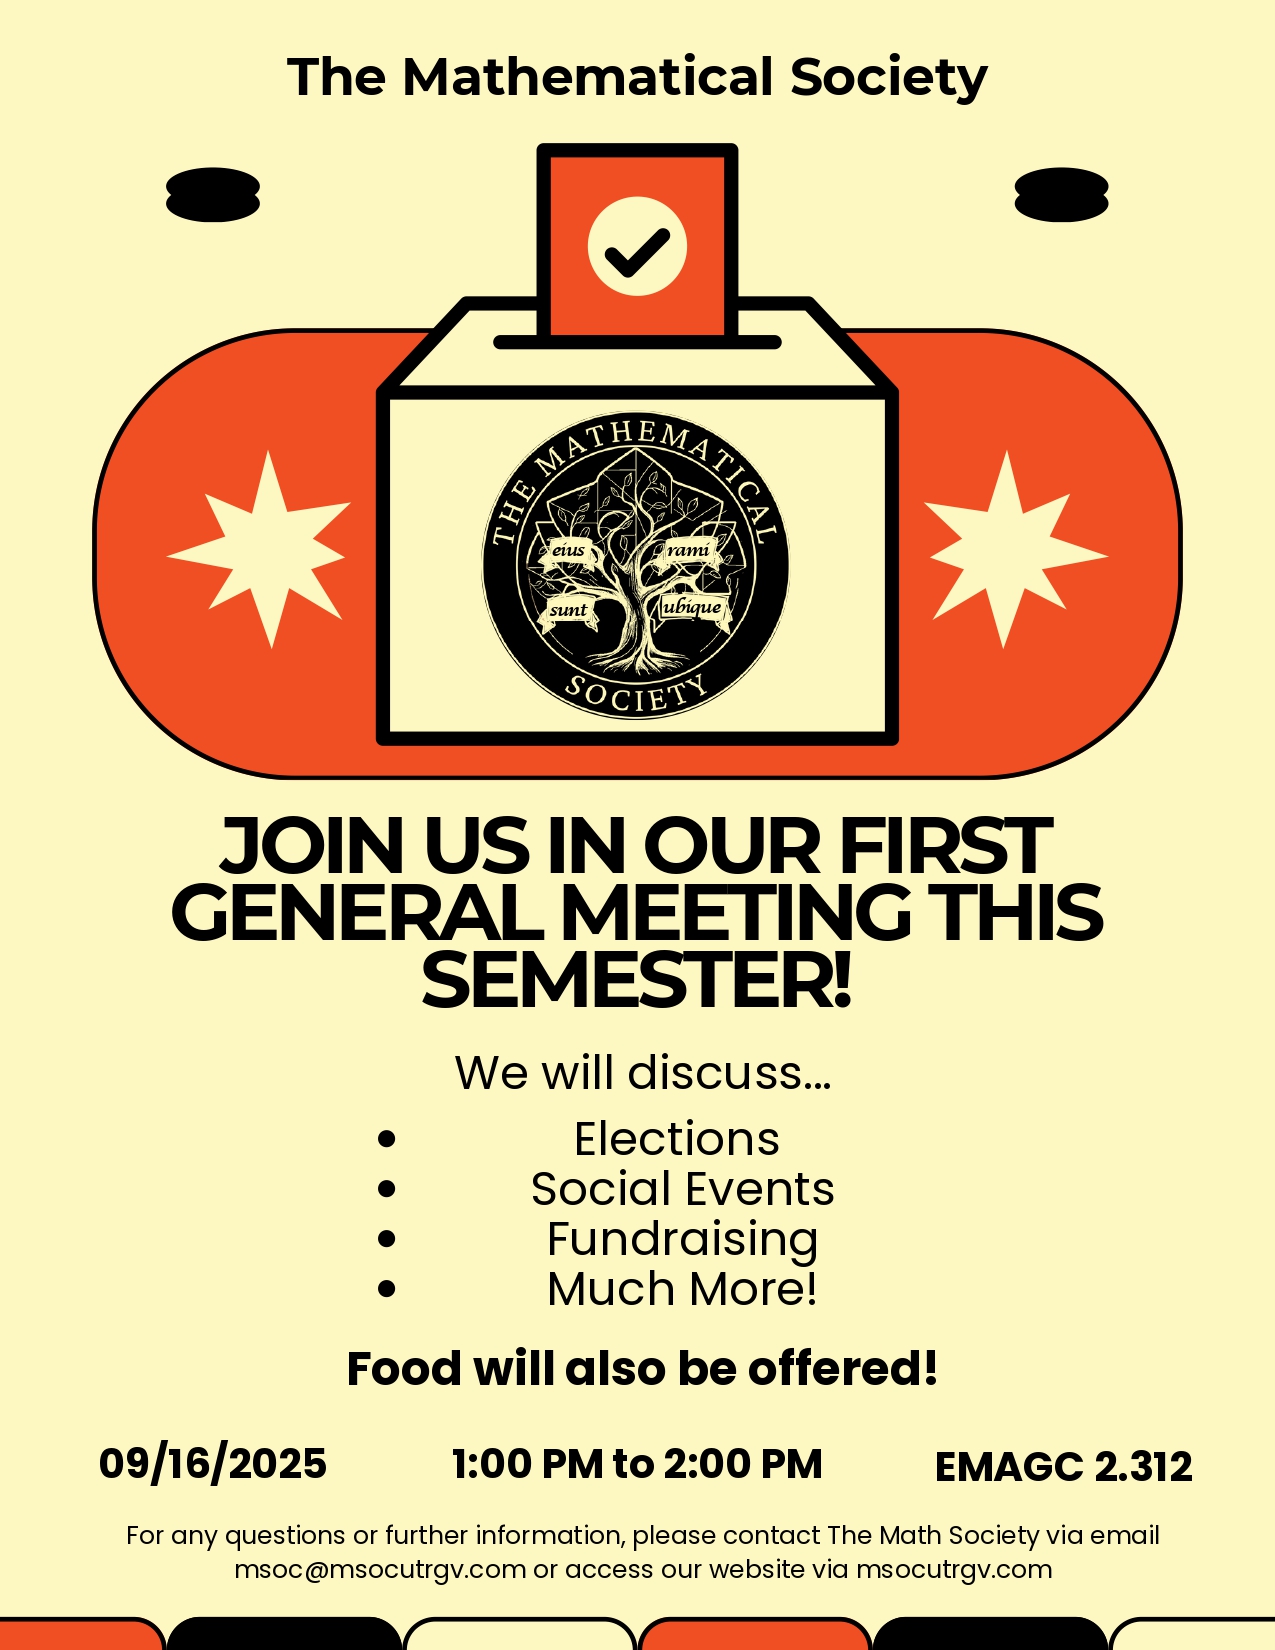 The Mathematical Society
THE MATHEMATICAL
eius
rami
sunt
ubique
SOCIETY
JOIN US IN OUR FIRST
GENERAL MEETING THIS
SEMESTER!
We will discuss...
• Elections
• Social Events
• Fundraising
• Much More!
Food will also be offered!
09/16/2025 1:00 PM to 2:00 PM EMAGC 2.312
For any questions or further information, please contact The Math Society via email
msoc@msocutrgv.com or access our website via msocutrgv.com